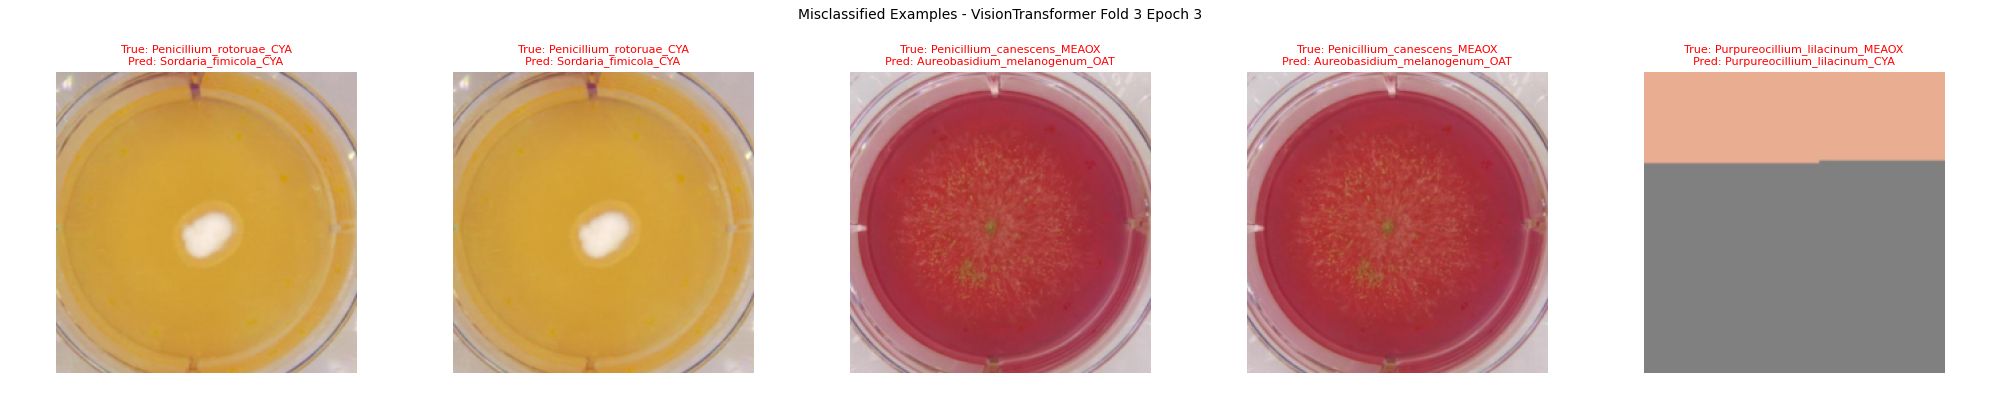 Misclassified Examples - VisionTransformer Fold 3 Epoch 3
True: Penicillium_rotoruae_CYA
Pred: Sordaria_fimicola_CYA
True: Penicillium_rotoruae_CYA
Pred: Sordaria_fimicola_CYA
True: Penicillium_canescens_MEAOX
Pred: Aureobasidium_melanogenum_OAT
True: Penicillium_canescens_MEAOX
Pred: Aureobasidium_melanogenum_OAT
True: Purpureocillium_lilacinum_MEAOX
Pred: Purpureocillium_lilacinum_CYA